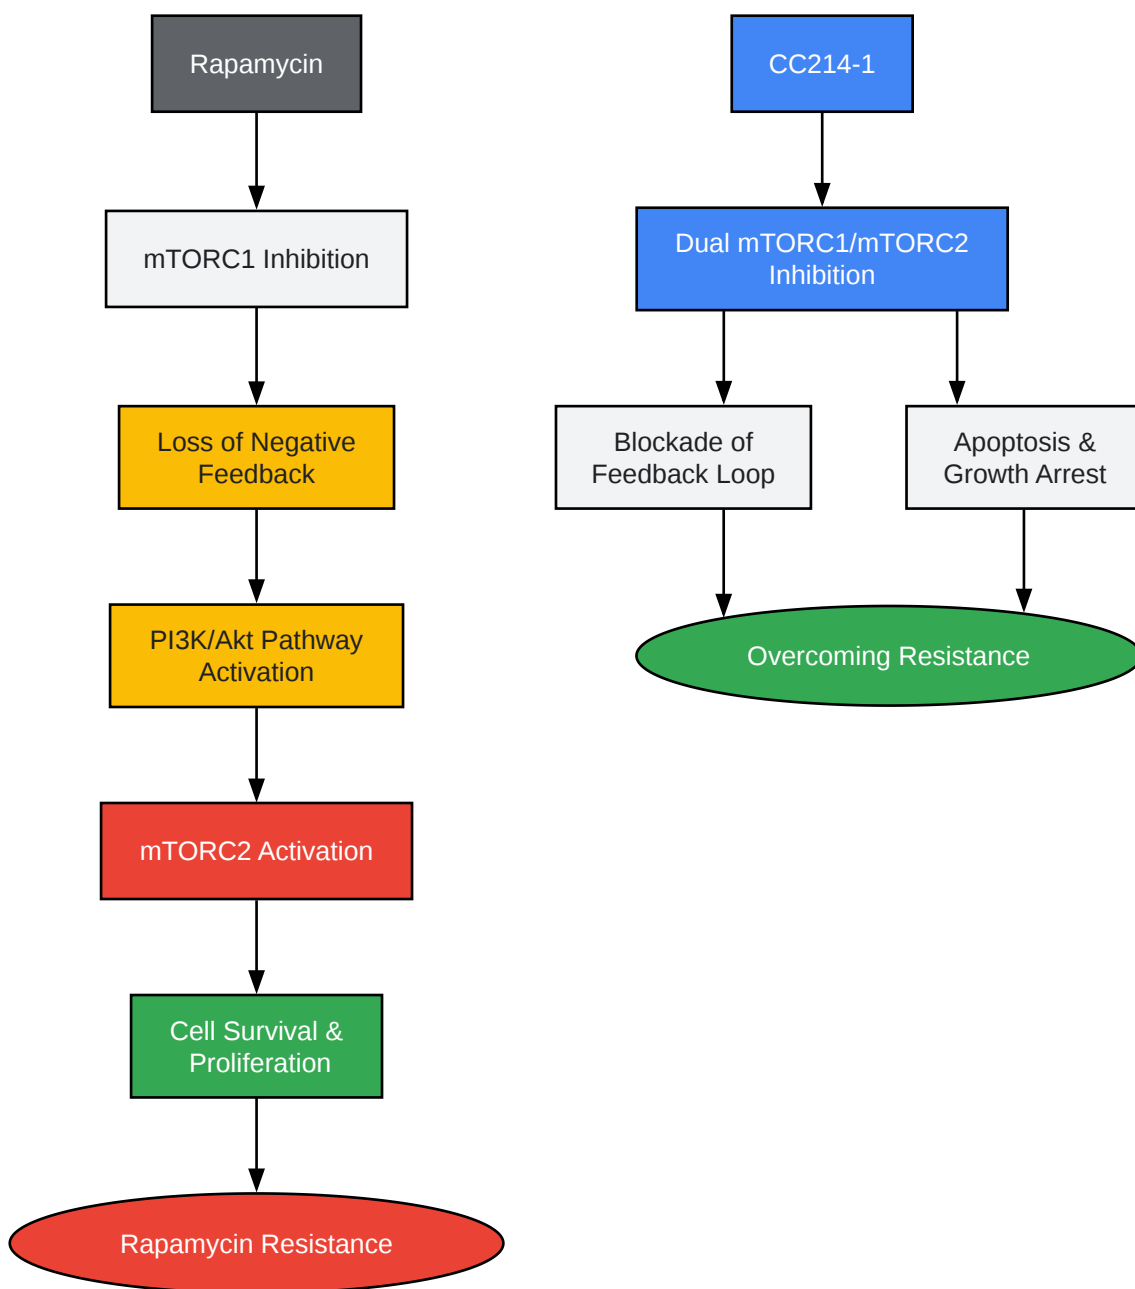 Rapamycin
mTORC1 Inhibition
Loss of Negative
Feedback
PI3K/Akt Pathway
Activation
mTORC2 Activation
Cell Survival &
Proliferation
Rapamycin Resistance
CC214-1
Dual mTORC1/mTORC2
Inhibition
Blockade of
Feedback Loop
Apoptosis &
Growth Arrest
Overcoming Resistance